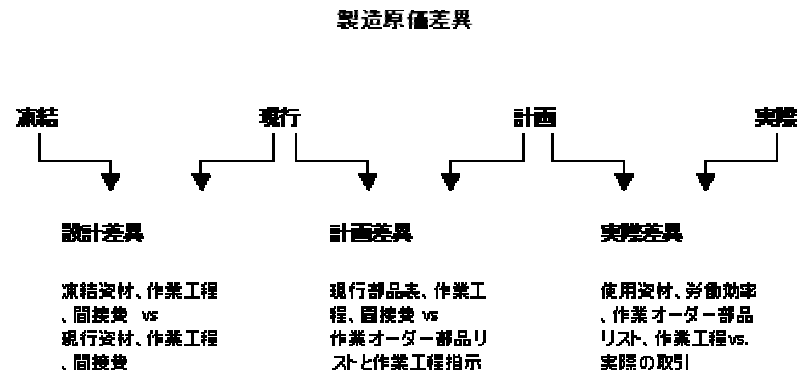 製造原価差異
凍結 現行 計画 実際
設計差異 計画差異 実際差異
凍結資材、作業工程
、間接費 vs
現行資材、作業工程
、間接費
現行部品表、作業工
程、間接費 vs
作業オーダー部品リ
ストと作業工程指示
使用資材、労働効率
、作業オーダー部品
リスト、作業工程vs.
実際の取引